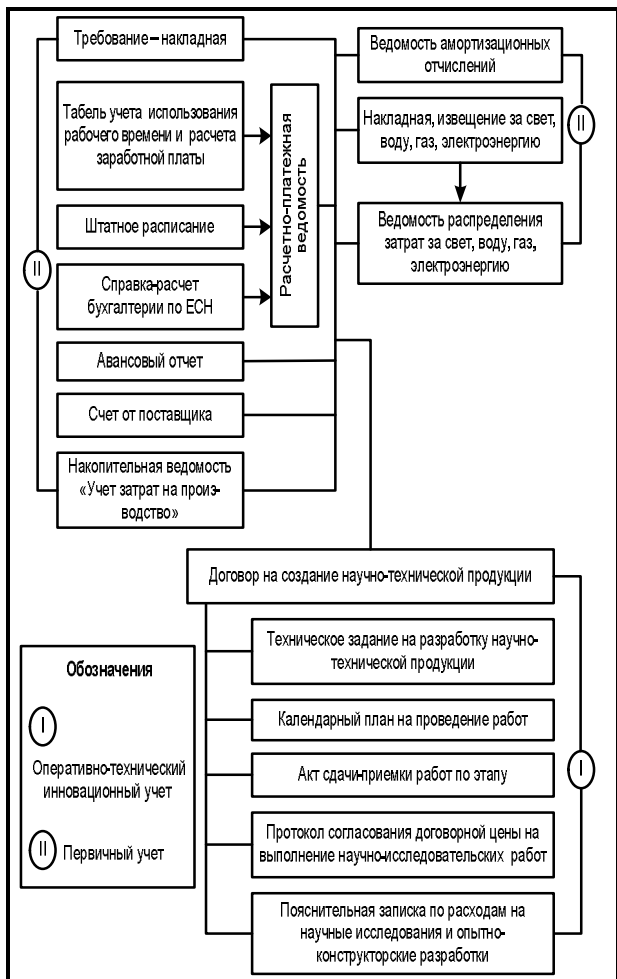 Требование – накладная
Табель учета использования
рабочего времени и расчета
заработной платы
Штатное расписание
Справка-расчет
бухгалтерии по ЕСН
Авансовый отчет
Счет от поставщика
Накопительная ведомость
«Учет затрат на произ-
водство»
II
Расчетно-платежная
ведомость
Ведомость амортизационных
отчислений
Накладная, извещение за свет,
воду, газ, электроэнергию
Ведомость распределения
затрат за свет, воду, газ,
электроэнергию
II
Договор на создание научно-технической продукции
Техническое задание на разработку научно-
технической продукции
Календарный план на проведение работ
Акт сдачи-приемки работ по этапу
Протокол согласования договорной цены на
выполнение научно-исследовательских работ
Пояснительная записка по расходам на
научные исследования и опытно-
конструкторские разработки
I
Обозначения
I
Оперативно-технический
инновационный учет
II Первичный учет